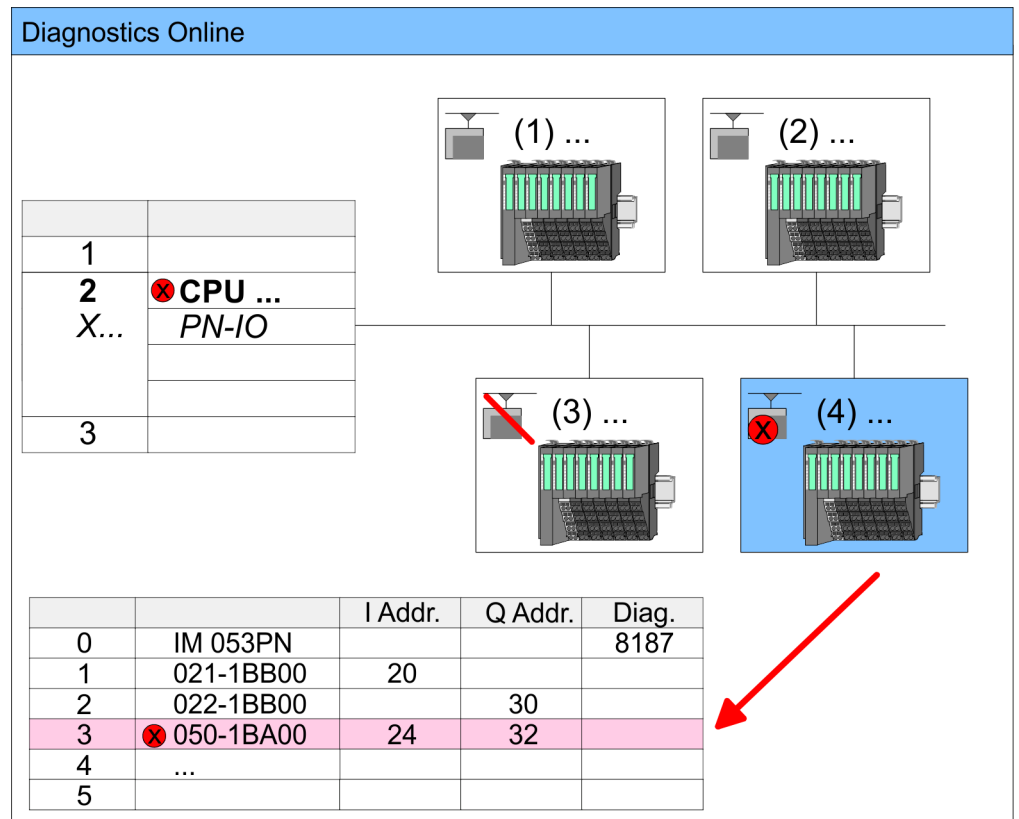 Diagnostics Online
(1) ...
(2) ...
1
2 X CPU ...
X... PN-IO
3
(3) ...
X (4) ...
I Addr. Q Addr. Diag.
0 IM 053PN 8187
1 021-1BB00 20
2 022-1BB00 30
3 X 050-1BA00 24 32
4 ...
5